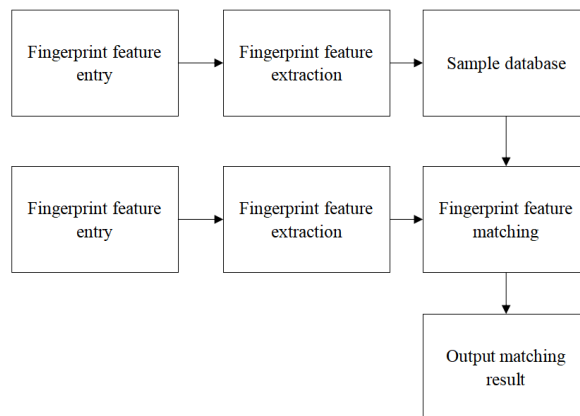 Fingerprint feature
entry
Fingerprint feature
extraction
Sample database
Fingerprint feature
entry
Fingerprint feature
extraction
Fingerprint feature
matching
Output matching
result